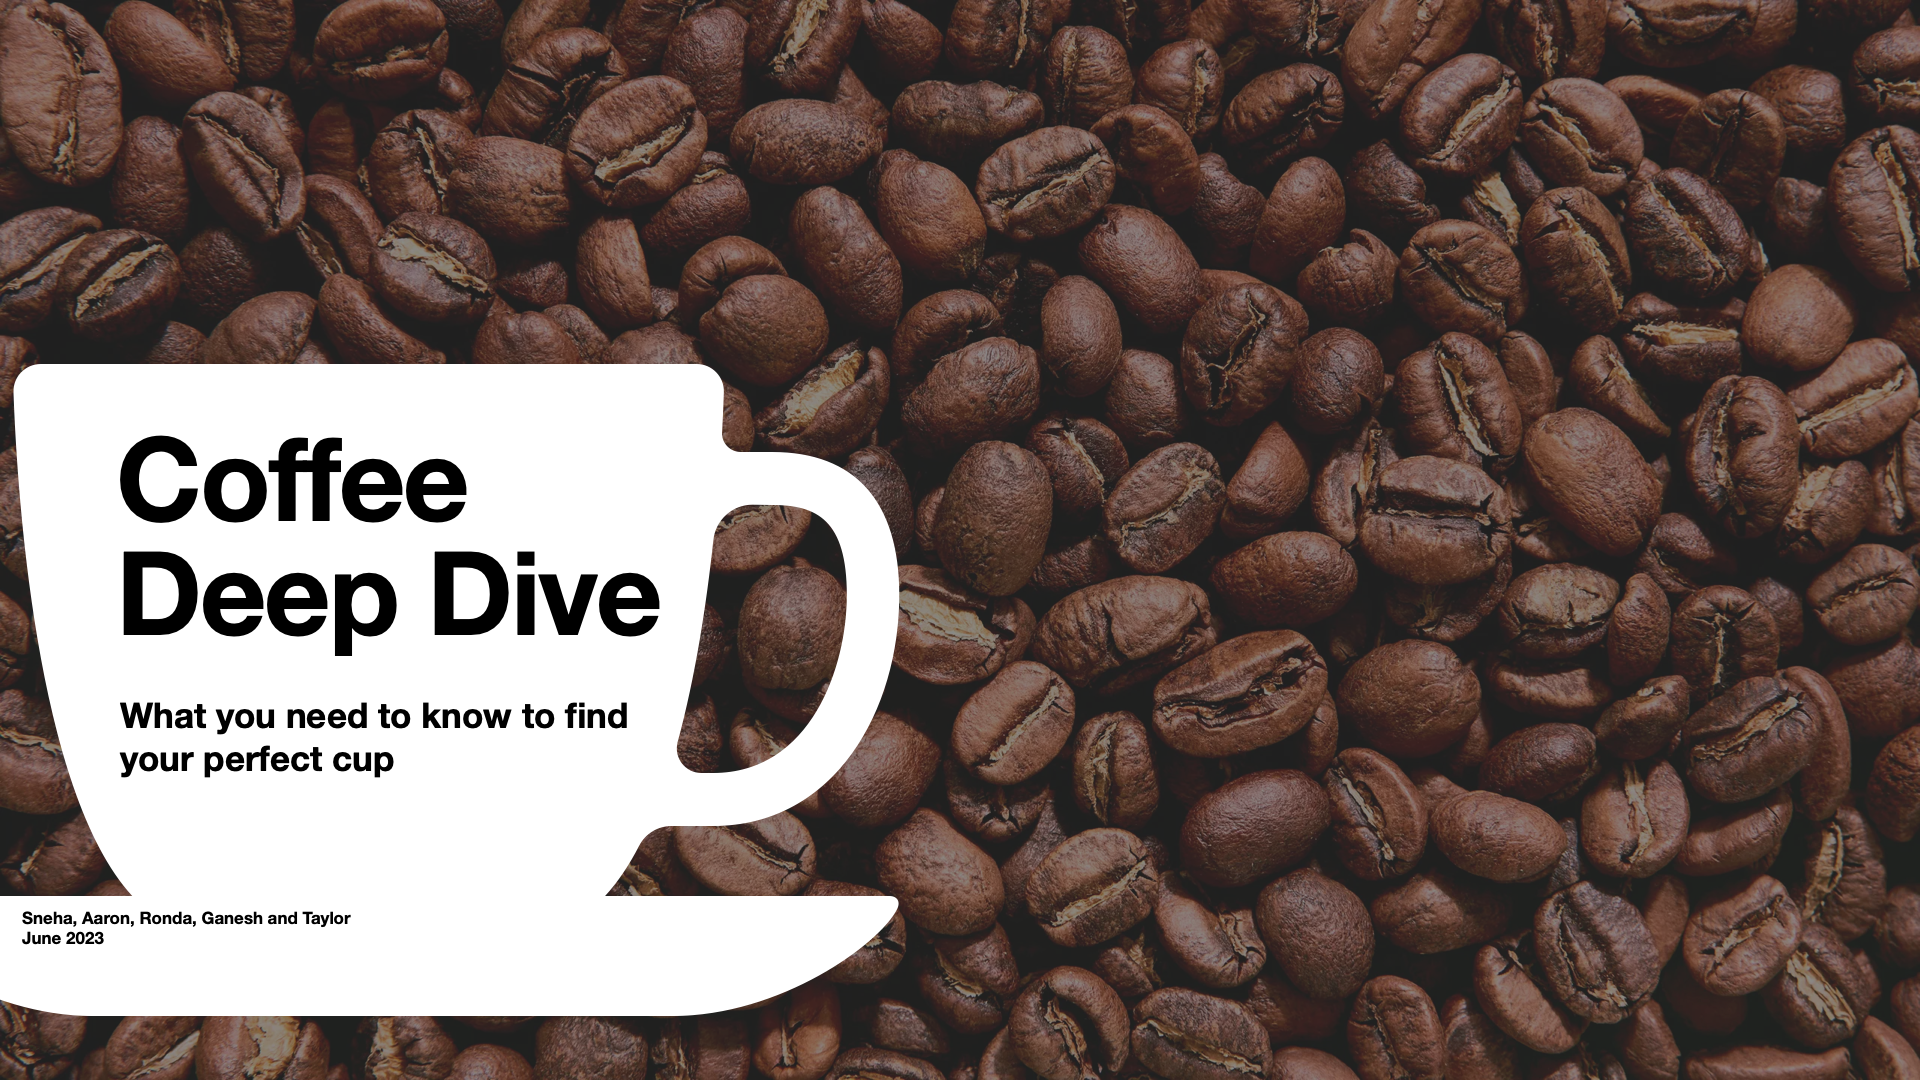 Coffee
Deep Dive
What you need to know to find
your perfect cup
Sneha, Aaron, Ronda, Ganesh and Taylor
June 2023